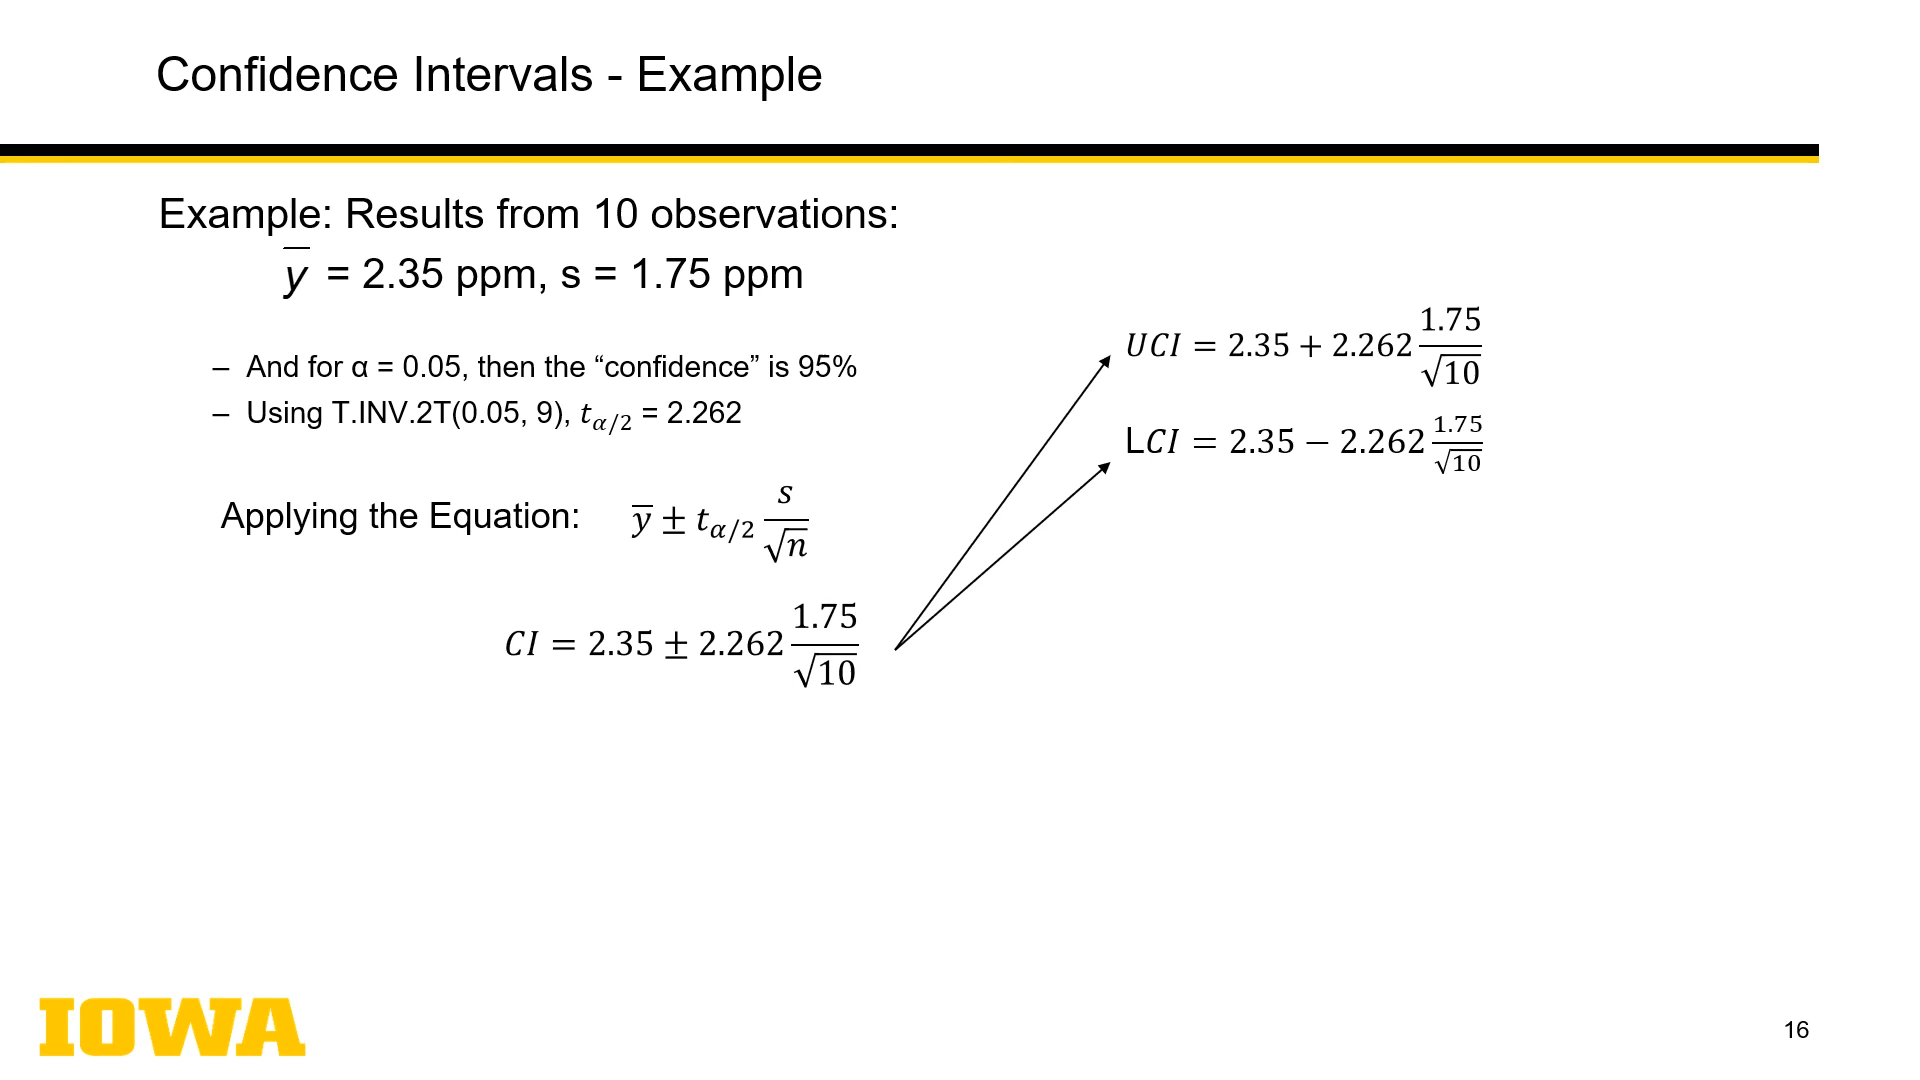 Confidence Intervals - Example
Example: Results from 10 observations:
y̅ = 2.35 ppm, s = 1.75 ppm
– And for α = 0.05, then the “confidence” is 95%
– Using T.INV.2T(0.05, 9), t_{α/2} = 2.262
Applying the Equation: y̅ ± t_{α/2} s/√n
CI = 2.35 ± 2.262 1.75/√10
UCI = 2.35 + 2.262 1.75/√10
LCI = 2.35 − 2.262 1.75/√10
IOWA
16